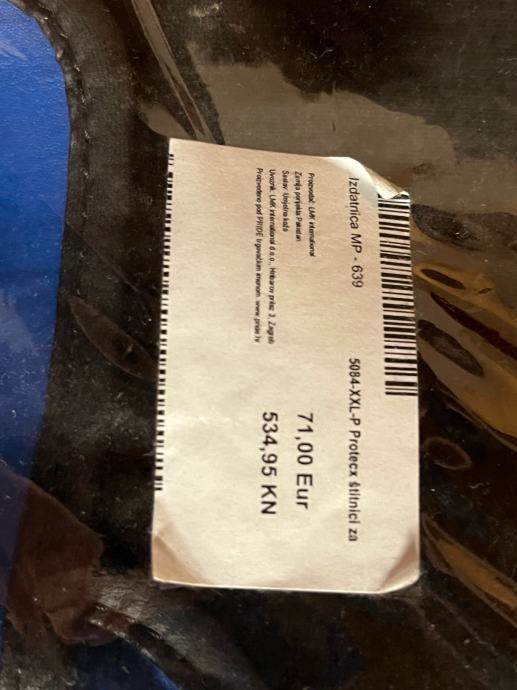 Izdatnica MP - 639
5084-XXL-P Protecx štitnici za
Proizvođač: LMK international
Zemlja porijekla: Pakistan
Sastav: Umjetna koža
Uvoznik: LMK international d.o.o., Hribarov prilaz 3, Zagreb
Proizvedeno pod PRIDE trgovačkim imenom. www.pride.hr
71,00 Eur
534,95 KN